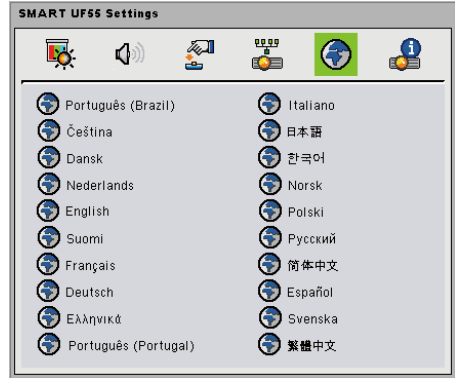 SMART UF55 Settings
Português (Brazil)
Čeština
Dansk
Nederlands
English
Suomi
Français
Deutsch
Ελληνικά
Português (Portugal)
Italiano
日本語
한국어
Norsk
Polski
Русский
简体中文
Español
Svenska
繁體中文